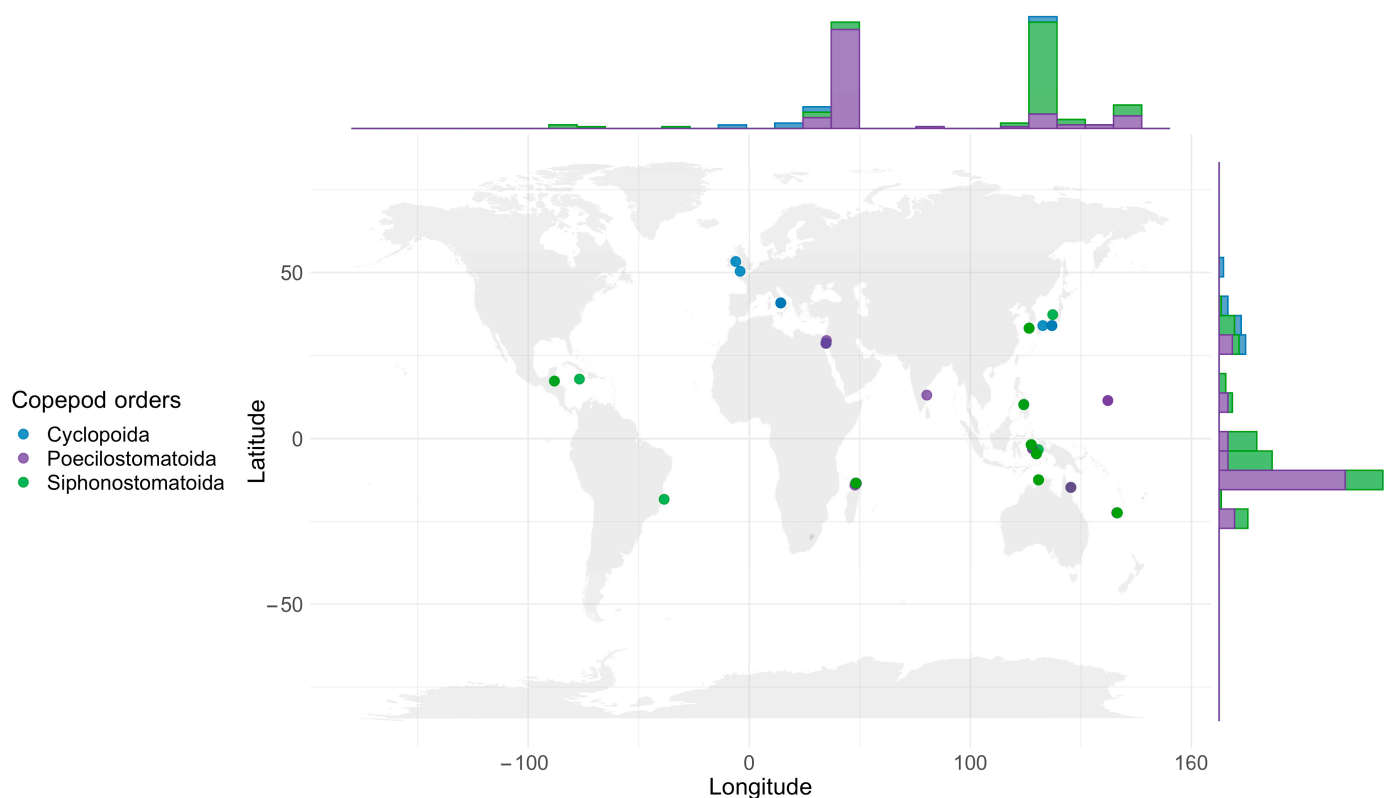 Copepod orders
Cyclopoida
Poecilostomatoida
Siphonostomatoida
Latitude
50
0
−50
−100 0 100 160
Longitude